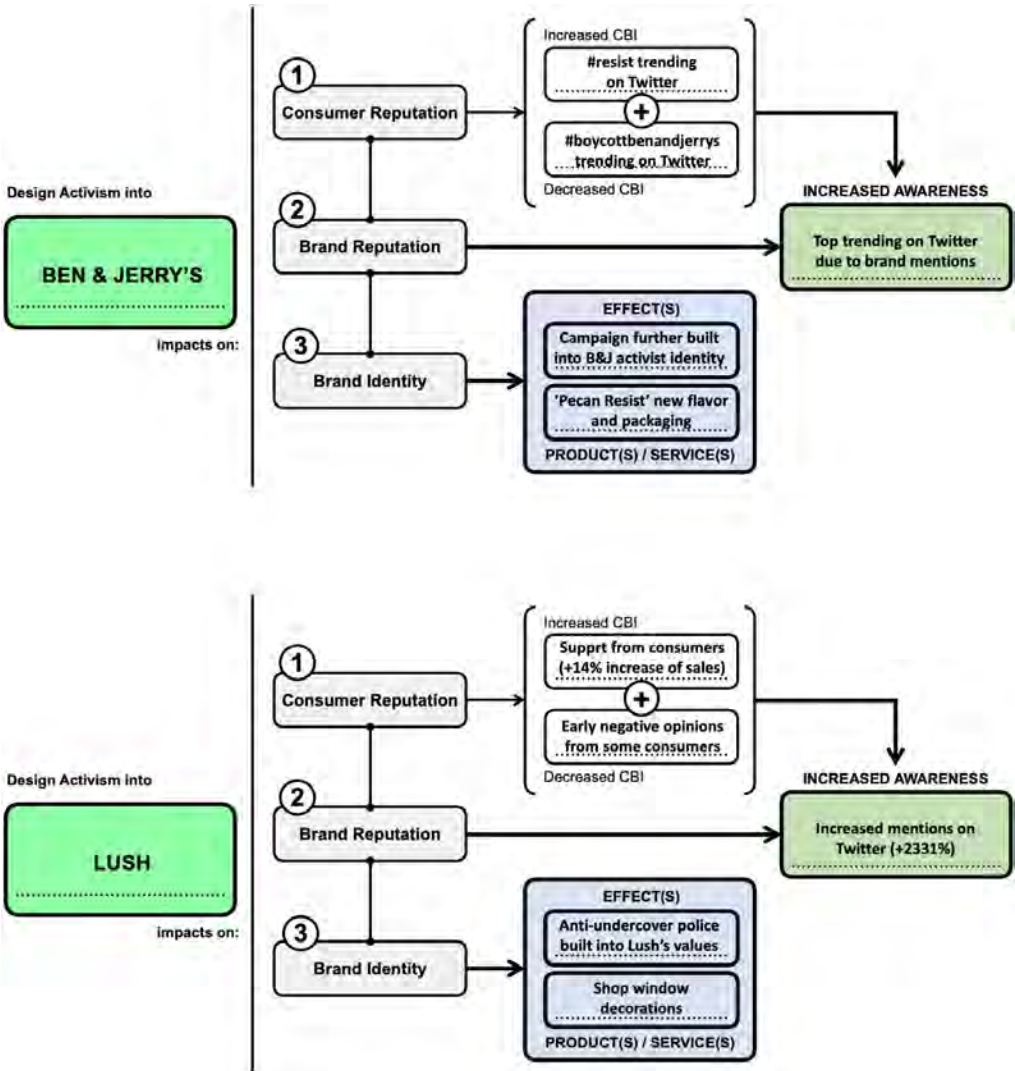 Design Activism into
BEN & JERRY'S
impacts on:
1
Consumer Reputation
2
Brand Reputation
3
Brand Identity
Increased CBI
#resist trending
on Twitter
+
#boycottbenandjerrys
trending on Twitter
Decreased CBI
INCREASED AWARENESS
Top trending on Twitter
due to brand mentions
EFFECT(S)
Campaign further built
into B&J activist identity
'Pecan Resist' new flavor
and packaging
PRODUCT(S) / SERVICE(S)
Design Activism into
LUSH
impacts on:
1
Consumer Reputation
2
Brand Reputation
3
Brand Identity
Increased CBI
Supprt from consumers
(+14% increase of sales)
+
Early negative opinions
from some consumers
Decreased CBI
INCREASED AWARENESS
Increased mentions on
Twitter (+2331%)
EFFECT(S)
Anti-undercover police
built into Lush's values
Shop window
decorations
PRODUCT(S) / SERVICE(S)